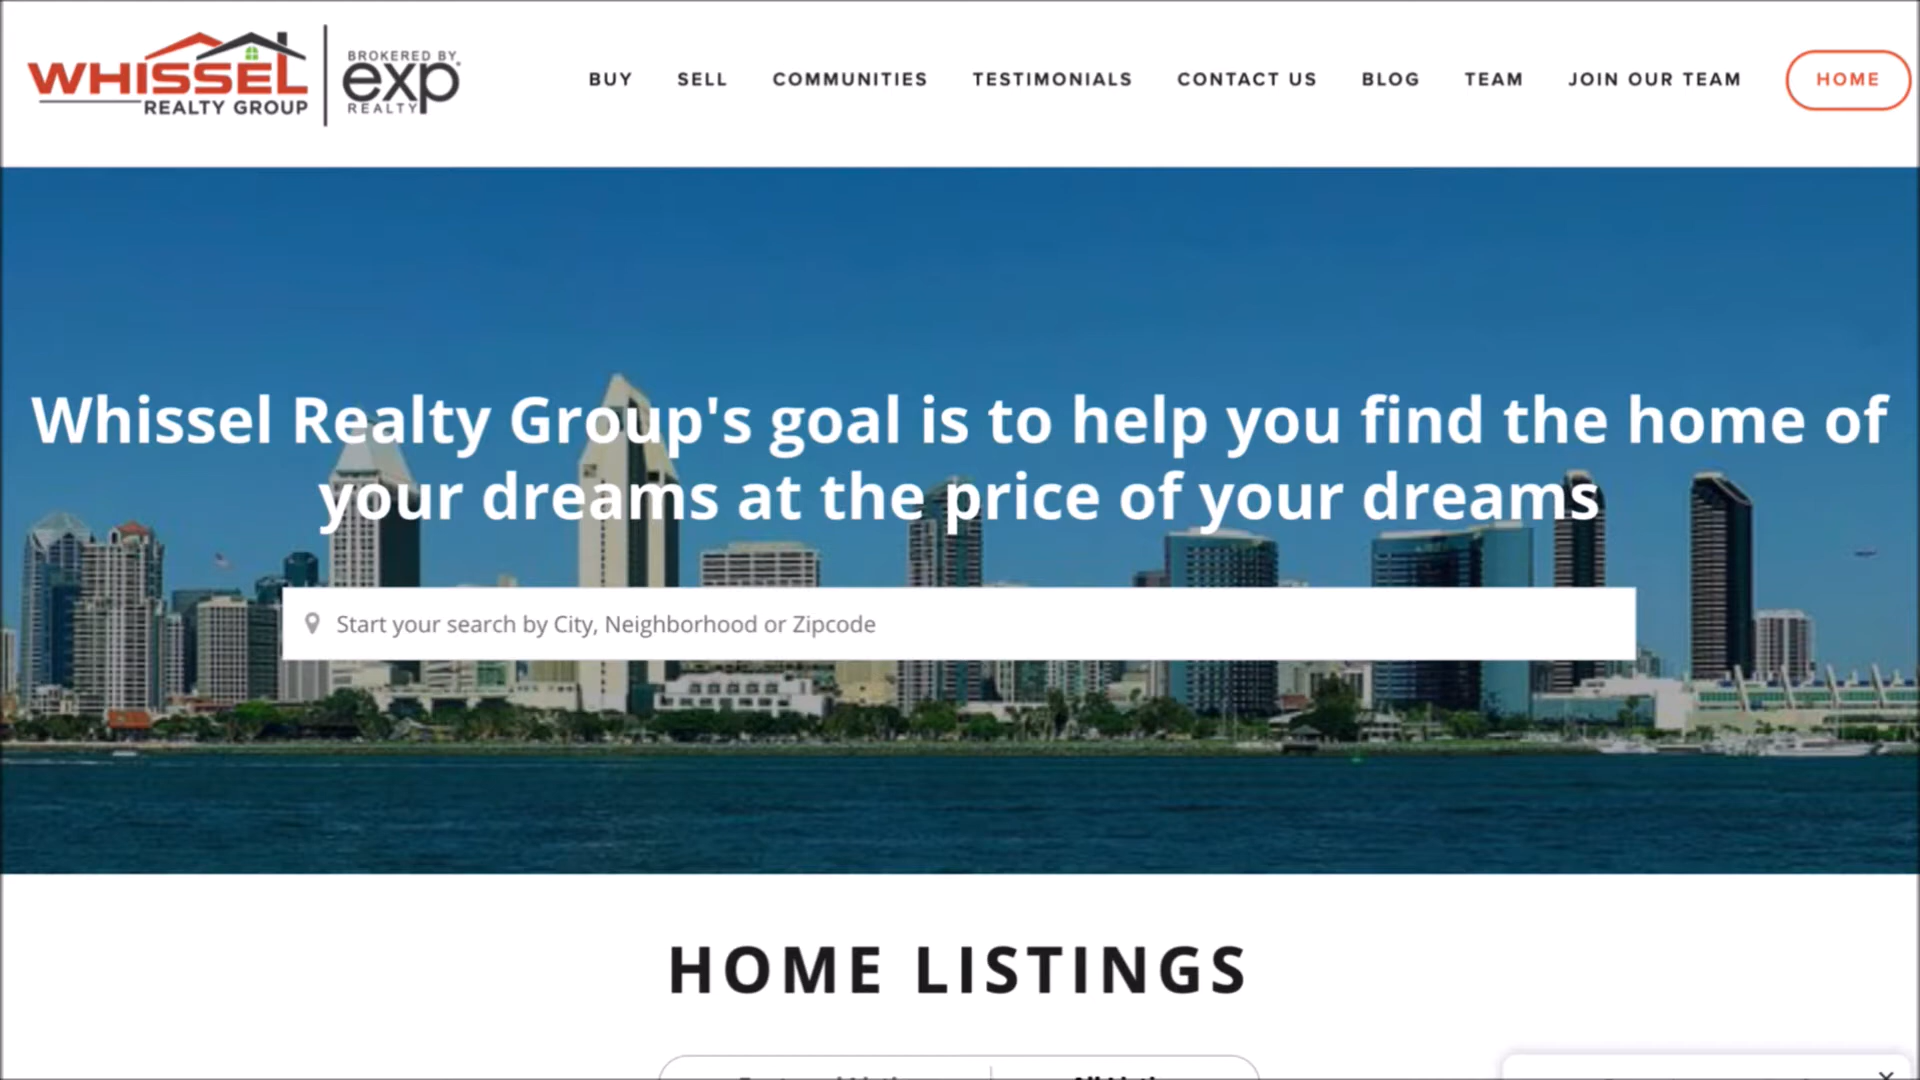 WHISSEL
REALTY GROUP
BROKERED BY
exp
REALTY
BUY SELL COMMUNITIES TESTIMONIALS CONTACT US BLOG TEAM JOIN OUR TEAM HOME
Whissel Realty Group's goal is to help you find the home of
your dreams at the price of your dreams
Start your search by City, Neighborhood or Zipcode
HOME LISTINGS